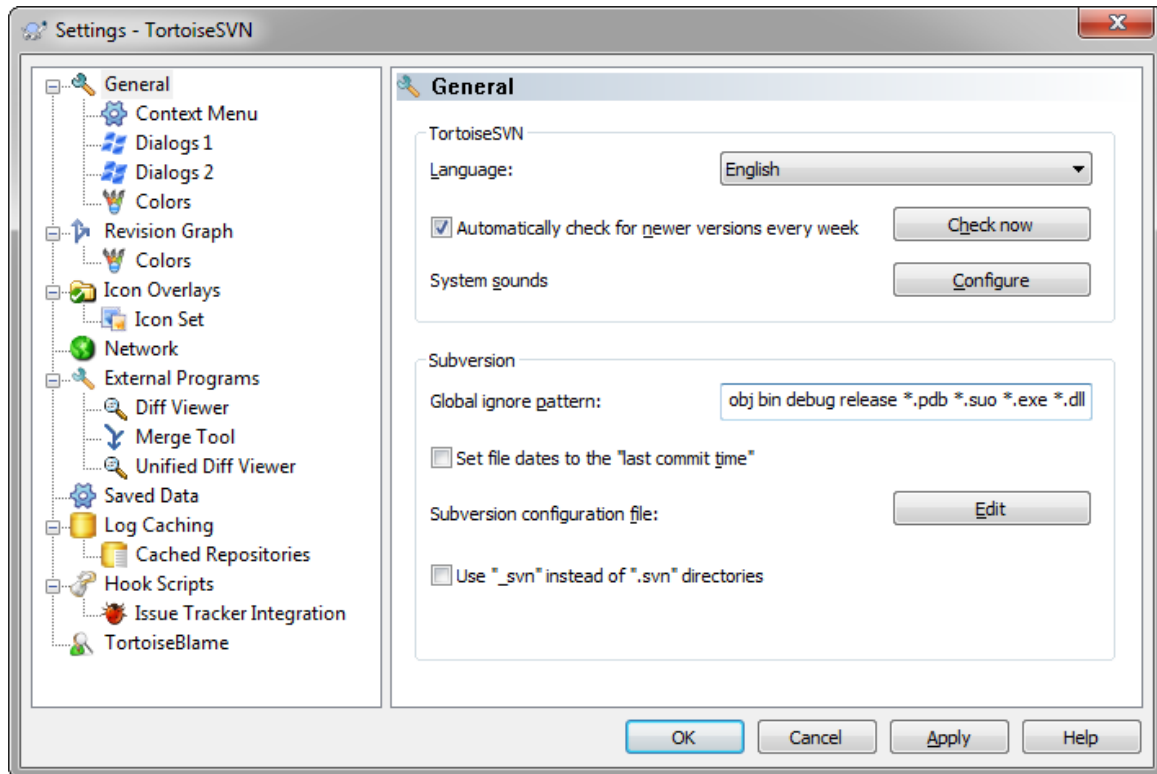 Settings - TortoiseSVN
General
Context Menu
Dialogs 1
Dialogs 2
Colors
Revision Graph
Colors
Icon Overlays
Icon Set
Network
External Programs
Diff Viewer
Merge Tool
Unified Diff Viewer
Saved Data
Log Caching
Cached Repositories
Hook Scripts
Issue Tracker Integration
TortoiseBlame
General
TortoiseSVN
Language: English
Automatically check for newer versions every week Check now
System sounds Configure
Subversion
Global ignore pattern: obj bin debug release *.pdb *.suo *.exe *.dll
Set file dates to the "last commit time"
Subversion configuration file: Edit
Use "_svn" instead of ".svn" directories
OK Cancel Apply Help